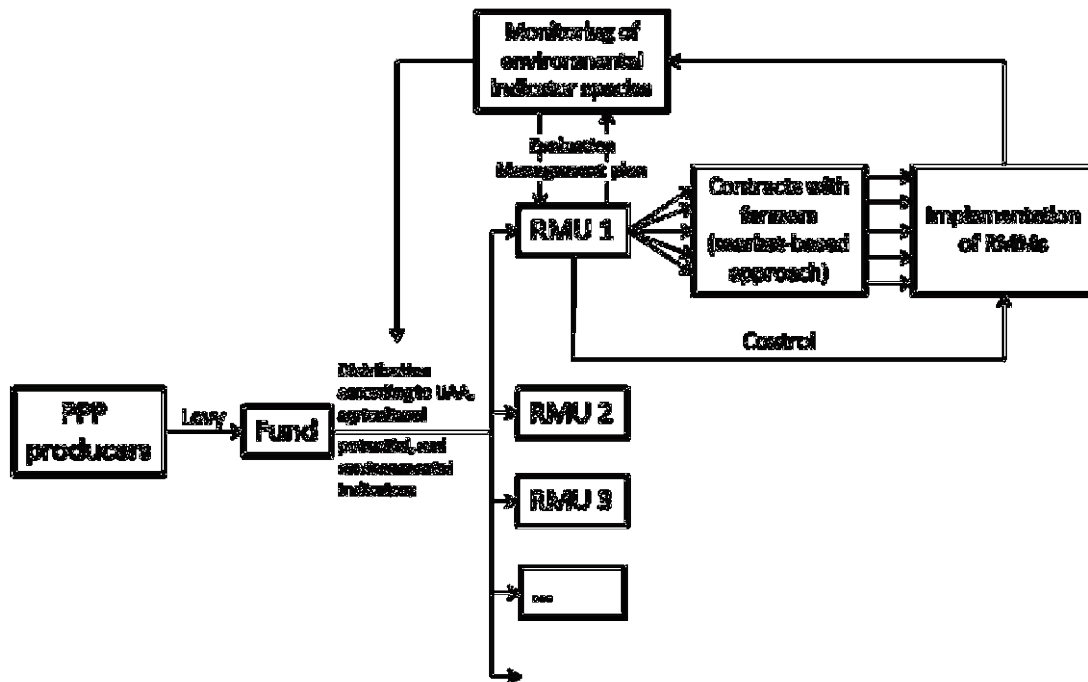 Monitoring of
environmental
indicator species
Evaluation
Management plan
RMU 1
Contracts with
farmers
(market-based
approach)
Implementation
of RMMs
Control
Distribution
according to UAA,
agricultural
potential, and
environmental
indicators
PPP
producers
Levy
Fund
RMU 2
RMU 3
...